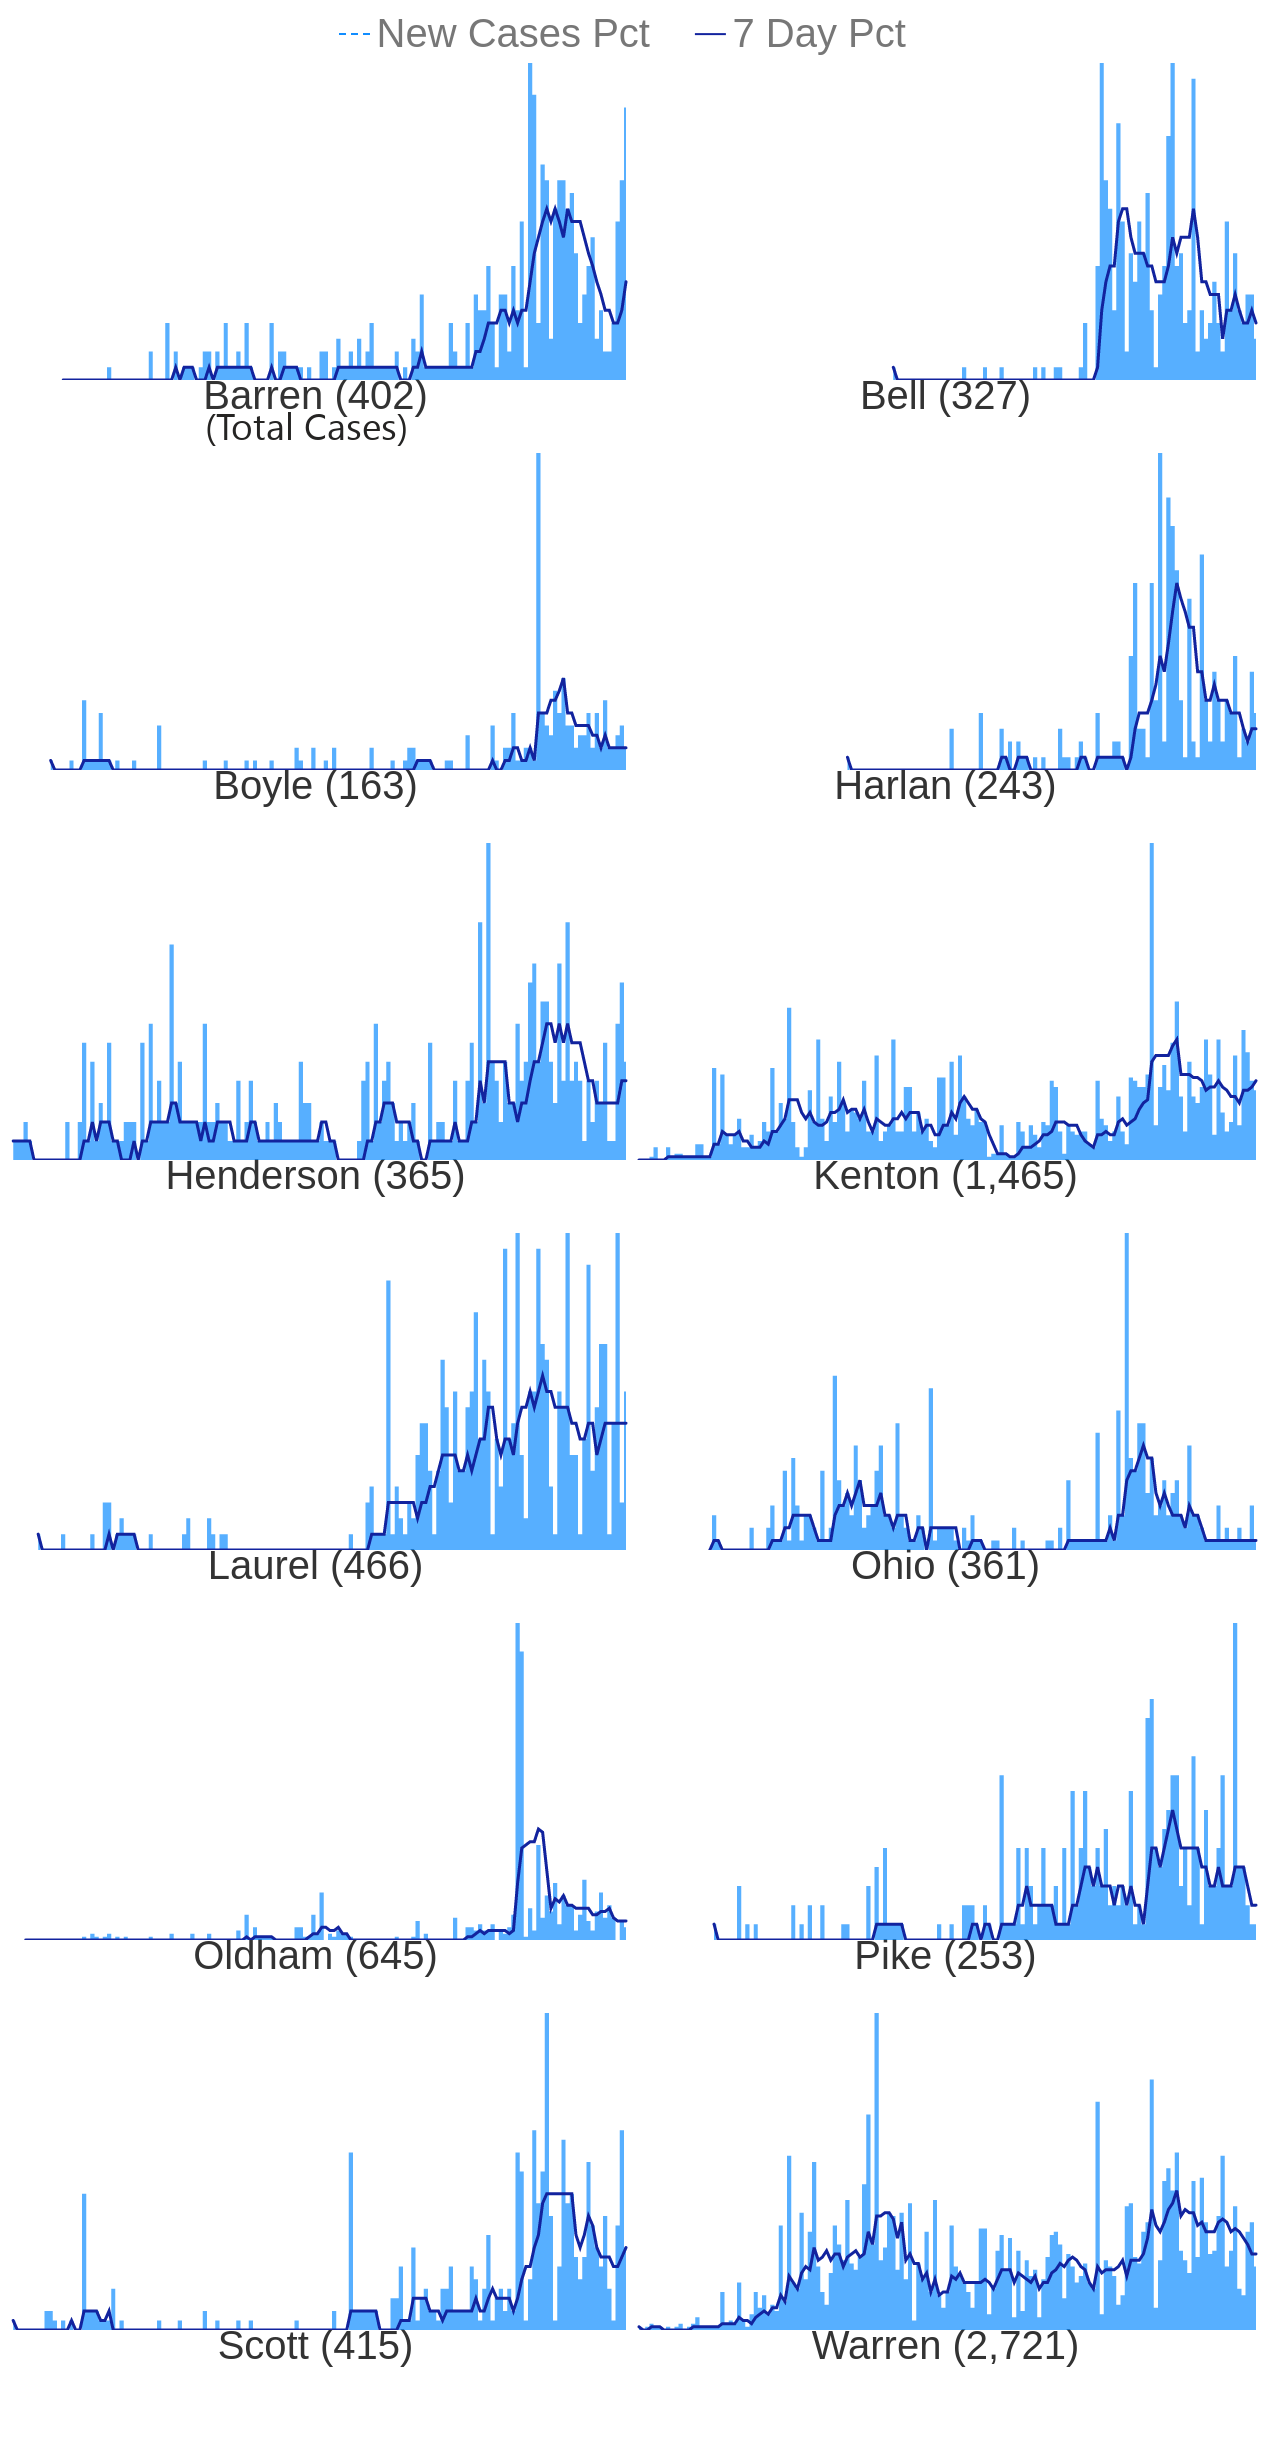 New Cases Pct 7 Day Pct
Barren (402) Bell (327)
(Total Cases)
Boyle (163) Harlan (243)
Henderson (365) Kenton (1,465)
Laurel (466) Ohio (361)
Oldham (645) Pike (253)
Scott (415) Warren (2,721)